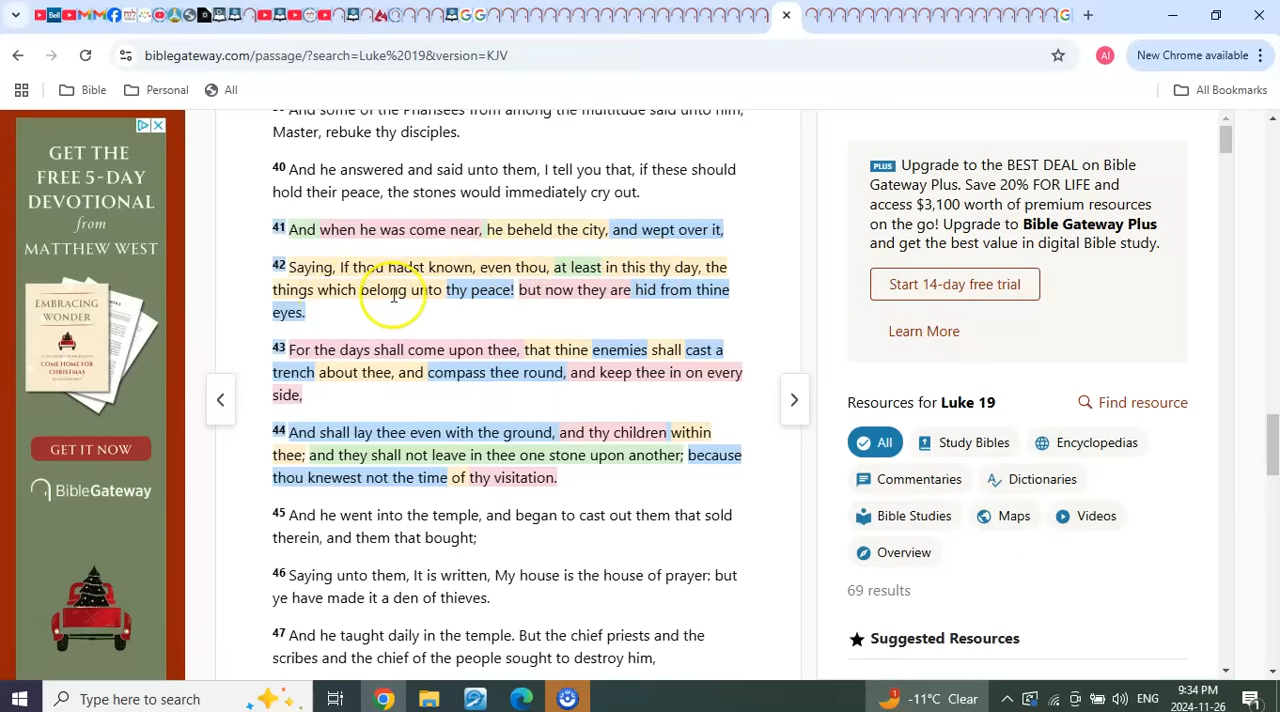 Bell
G
G
G
biblegateway.com/passage/?search=Luke%2019&version=KJV
AI
New Chrome available
Bible
Personal
All
All Bookmarks
GET THE
FREE 5-DAY
DEVOTIONAL
from
MATTHEW WEST
EMBRACING
WONDER
COME HOME FOR
CHRISTMAS
GET IT NOW
BIBLEGATEWAY
And some of the Pharisees from among the multitude said unto him,
Master, rebuke thy disciples.
40 And he answered and said unto them, I tell you that, if these should
hold their peace, the stones would immediately cry out.
41 And when he was come near, he beheld the city, and wept over it,
42 Saying, If thou hadst known, even thou, at least in this thy day, the
things which belong unto thy peace! but now they are hid from thine
eyes.
43 For the days shall come upon thee, that thine enemies shall cast a
trench about thee, and compass thee round, and keep thee in on every
side,
44 And shall lay thee even with the ground, and thy children within
thee; and they shall not leave in thee one stone upon another; because
thou knewest not the time of thy visitation.
45 And he went into the temple, and began to cast out them that sold
therein, and them that bought;
46 Saying unto them, It is written, My house is the house of prayer: but
ye have made it a den of thieves.
47 And he taught daily in the temple. But the chief priests and the
scribes and the chief of the people sought to destroy him,
PLUS Upgrade to the BEST DEAL on Bible
Gateway Plus. Save 20% FOR LIFE and
access $3,100 worth of premium resources
on the go! Upgrade to Bible Gateway Plus
and get the best value in digital Bible study.
Start 14-day free trial
Learn More
Resources for Luke 19
Find resource
All
Study Bibles
Encyclopedias
Commentaries
Dictionaries
Bible Studies
Maps
Videos
Overview
69 results
Suggested Resources
Type here to search
-11°C Clear
ENG
9:34 PM
2024-11-26
1